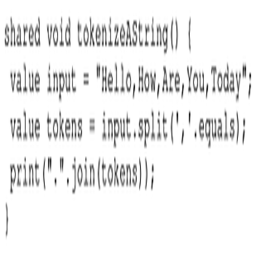 shared void tokenizeAString() {
value input = "Hello,How,Are,You,Today";
value tokens = input.split(','.equals);
print(".".join(tokens));
}